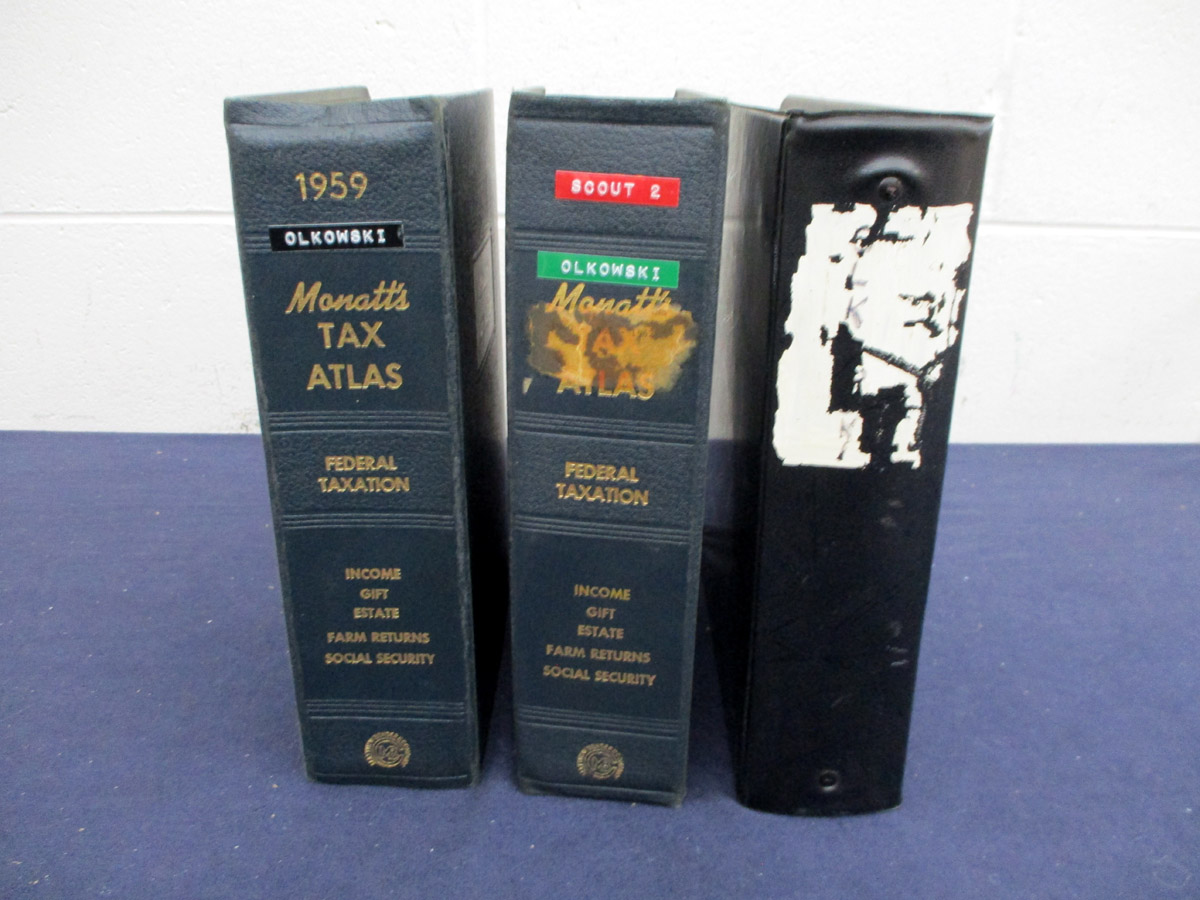 1959
OLKOWSKI
Monatt's
TAX
ATLAS
FEDERAL
TAXATION
INCOME
GIFT
ESTATE
FARM RETURNS
SOCIAL SECURITY
SCOUT 2
OLKOWSKI
Monatt's
TAX
ATLAS
FEDERAL
TAXATION
INCOME
GIFT
ESTATE
FARM RETURNS
SOCIAL SECURITY